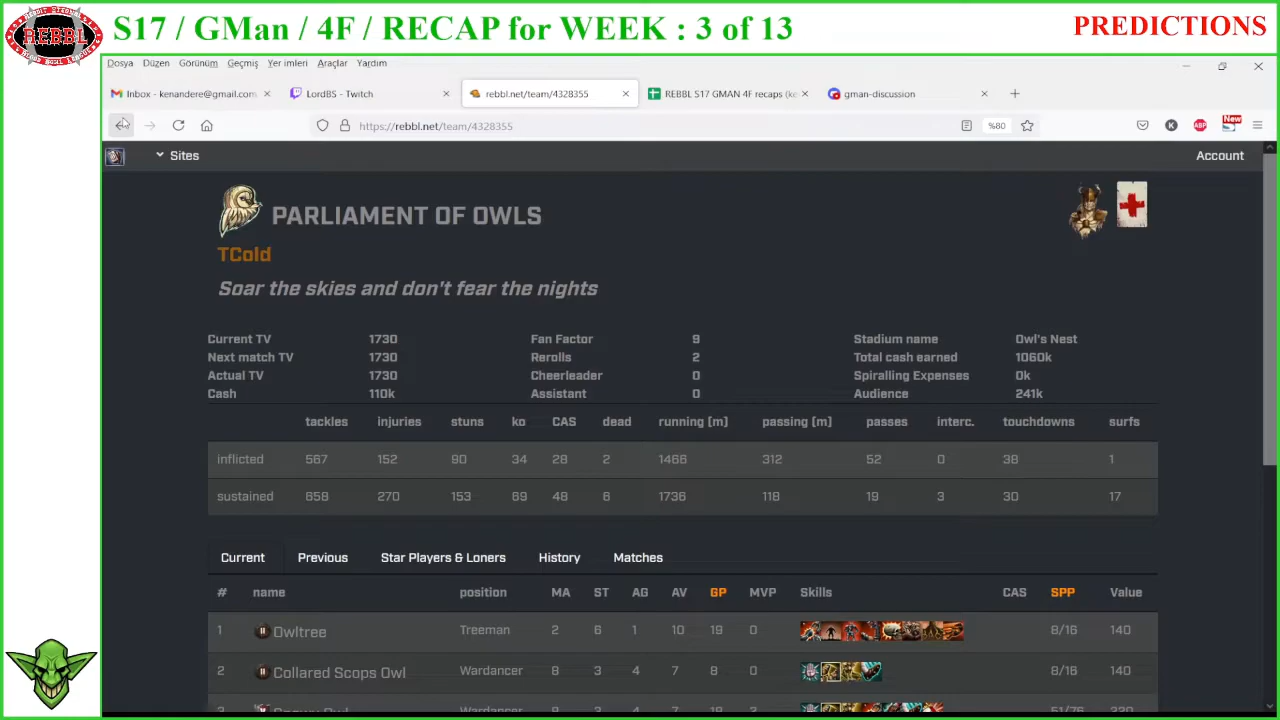 S17 / GMan / 4F / RECAP for WEEK : 3 of 13
PREDICTIONS
REBBL
Dosya Düzen Görünüm Geçmiş Yer imleri Araçlar Yardım
Inbox - kenandere@gmail.com
LordBS - Twitch
rebbl.net/team/4328355
REBBL S17 GMAN 4F recaps (ke
gman-discussion
https://rebbl.net/team/4328355
%80
ABP
New
Sites
Account
PARLIAMENT OF OWLS
TCold
Soar the skies and don't fear the nights
Current TV 1730 Fan Factor 9 Stadium name Owl's Nest
Next match TV 1730 Rerolls 2 Total cash earned 1060k
Actual TV 1730 Cheerleader 0 Spiralling Expenses 0k
Cash 110k Assistant 0 Audience 241k
tackles injuries stuns ko CAS dead running (m) passing (m) passes interc. touchdowns surfs
inflicted 567 152 90 34 28 2 1466 312 52 0 38 1
sustained 658 270 153 69 48 6 1736 118 19 3 30 17
Current Previous Star Players & Loners History Matches
# name position MA ST AG AV GP MVP Skills CAS SPP Value
1 Owltree Treeman 2 6 1 10 19 0 8/16 140
2 Collared Scops Owl Wardancer 8 3 4 7 8 0 8/16 140